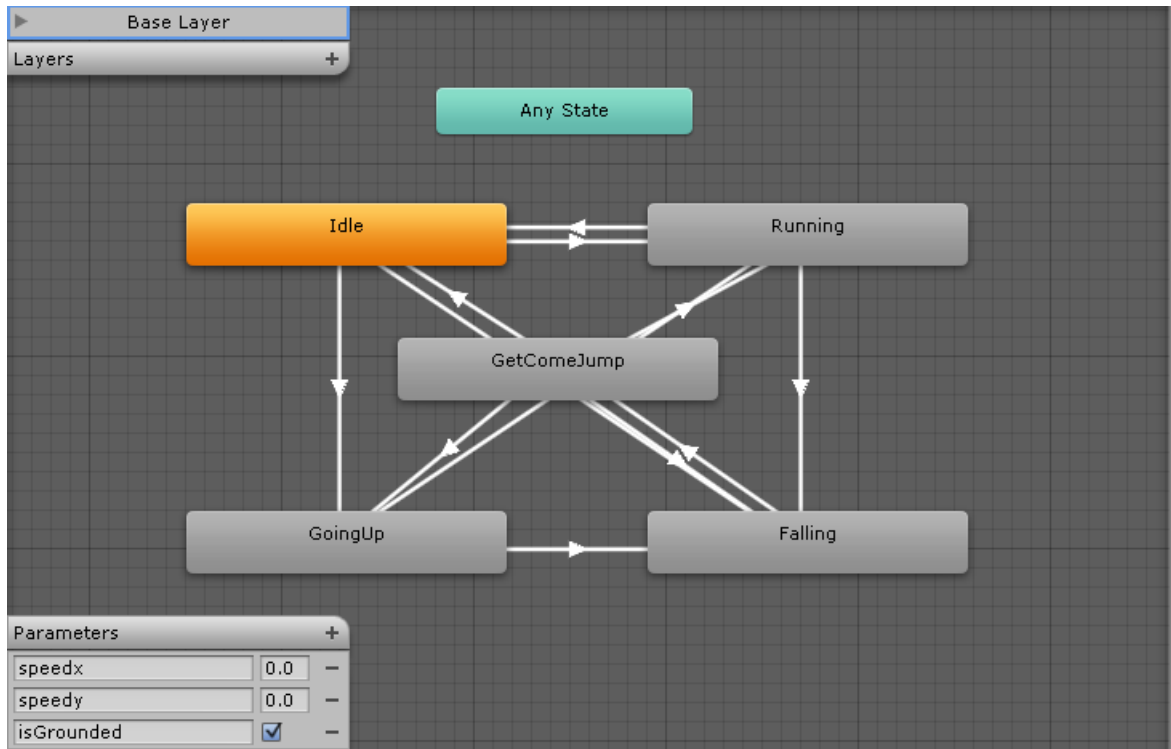 Base Layer
Layers +
Any State
Idle
Running
GetComeJump
GoingUp
Falling
Parameters +
speedx 0.0 −
speedy 0.0 −
isGrounded −